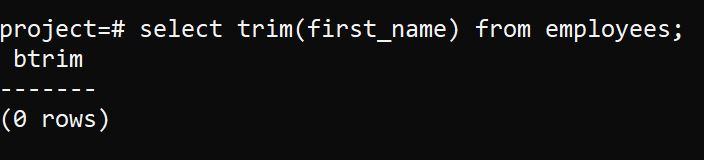 project=# select trim(first_name) from employees;
 btrim
-------
(0 rows)